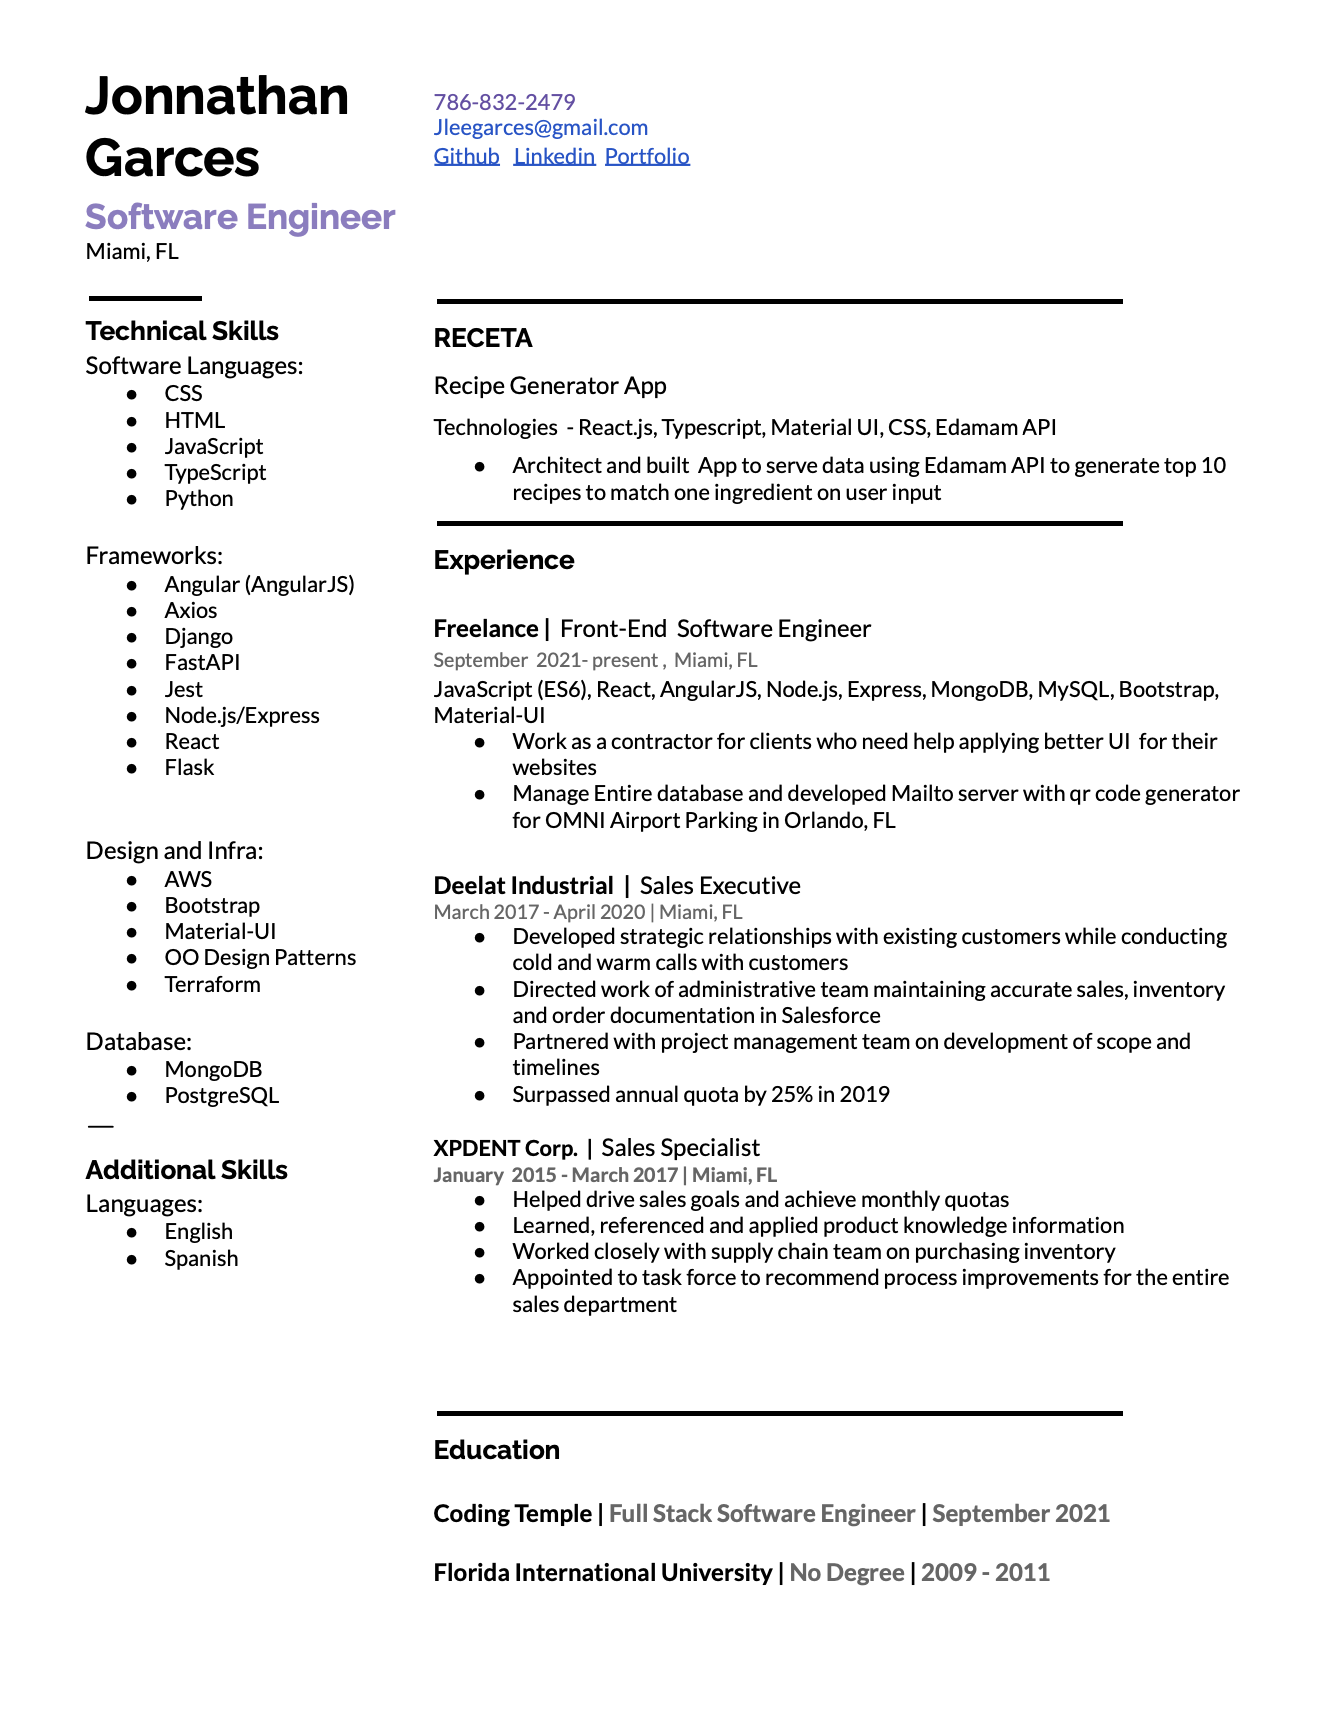 Jonnathan
Garces
Software Engineer
Miami, FL
786-832-2479
Jleegarces@gmail.com
Github Linkedin Portfolio
Technical Skills
Software Languages:
● CSS
● HTML
● JavaScript
● TypeScript
● Python
Frameworks:
● Angular (AngularJS)
● Axios
● Django
● FastAPI
● Jest
● Node.js/Express
● React
● Flask
Design and Infra:
● AWS
● Bootstrap
● Material-UI
● OO Design Patterns
● Terraform
Database:
● MongoDB
● PostgreSQL
—
Additional Skills
Languages:
● English
● Spanish
RECETA
Recipe Generator App
Technologies - React.js, Typescript, Material UI, CSS, Edamam API
● Architect and built App to serve data using Edamam API to generate top 10
recipes to match one ingredient on user input
Experience
Freelance | Front-End Software Engineer
September 2021- present , Miami, FL
JavaScript (ES6), React, AngularJS, Node.js, Express, MongoDB, MySQL, Bootstrap,
Material-UI
● Work as a contractor for clients who need help applying better UI for their
websites
● Manage Entire database and developed Mailto server with qr code generator
for OMNI Airport Parking in Orlando, FL
Deelat Industrial | Sales Executive
March 2017 - April 2020 | Miami, FL
● Developed strategic relationships with existing customers while conducting
cold and warm calls with customers
● Directed work of administrative team maintaining accurate sales, inventory
and order documentation in Salesforce
● Partnered with project management team on development of scope and
timelines
● Surpassed annual quota by 25% in 2019
XPDENT Corp. | Sales Specialist
January 2015 - March 2017 | Miami, FL
● Helped drive sales goals and achieve monthly quotas
● Learned, referenced and applied product knowledge information
● Worked closely with supply chain team on purchasing inventory
● Appointed to task force to recommend process improvements for the entire
sales department
Education
Coding Temple | Full Stack Software Engineer | September 2021
Florida International University | No Degree | 2009 - 2011